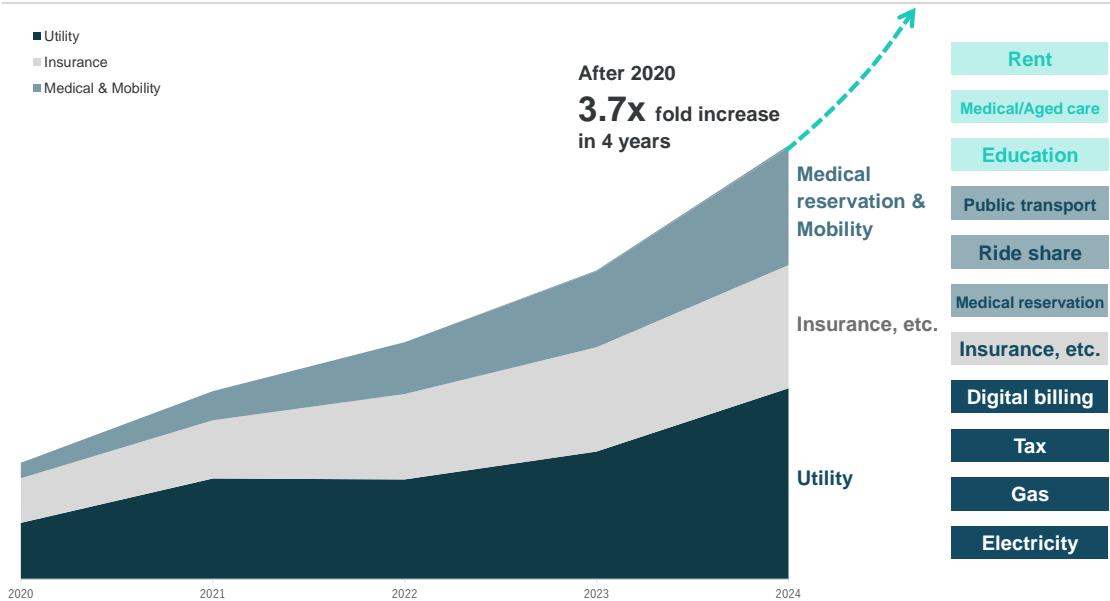 Utility
Insurance
Medical & Mobility
After 2020
3.7x fold increase
in 4 years
Medical
reservation &
Mobility
Insurance, etc.
Utility
Rent
Medical/Aged care
Education
Public transport
Ride share
Medical reservation
Insurance, etc.
Digital billing
Tax
Gas
Electricity
2020
2021
2022
2023
2024